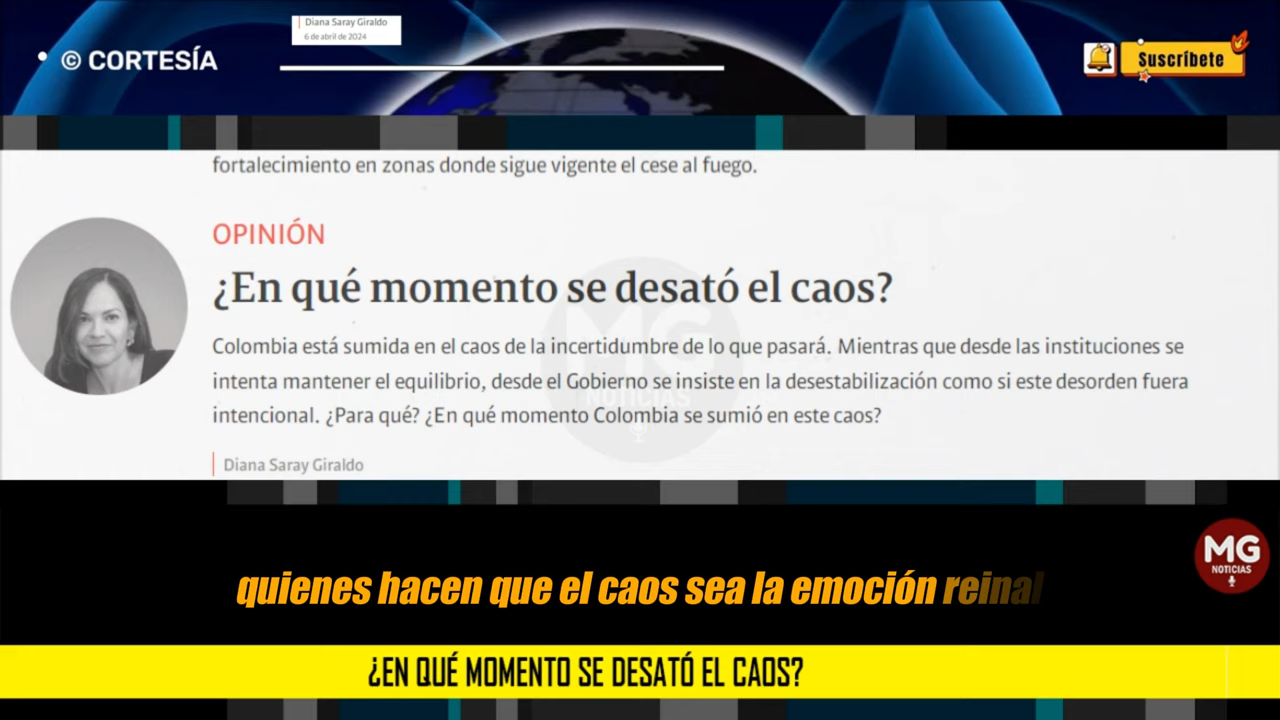 Diana Saray Giraldo
6 de abril de 2024
© CORTESÍA
Suscríbete
fortalecimiento en zonas donde sigue vigente el cese al fuego.
OPINIÓN
¿En qué momento se desató el caos?
Colombia está sumida en el caos de la incertidumbre de lo que pasará. Mientras que desde las instituciones se
intenta mantener el equilibrio, desde el Gobierno se insiste en la desestabilización como si este desorden fuera
intencional. ¿Para qué? ¿En qué momento Colombia se sumió en este caos?
MG
NOTICIAS
Diana Saray Giraldo
MG
NOTICIAS
quienes hacen que el caos sea la emoción reinal
¿EN QUÉ MOMENTO SE DESATÓ EL CAOS?